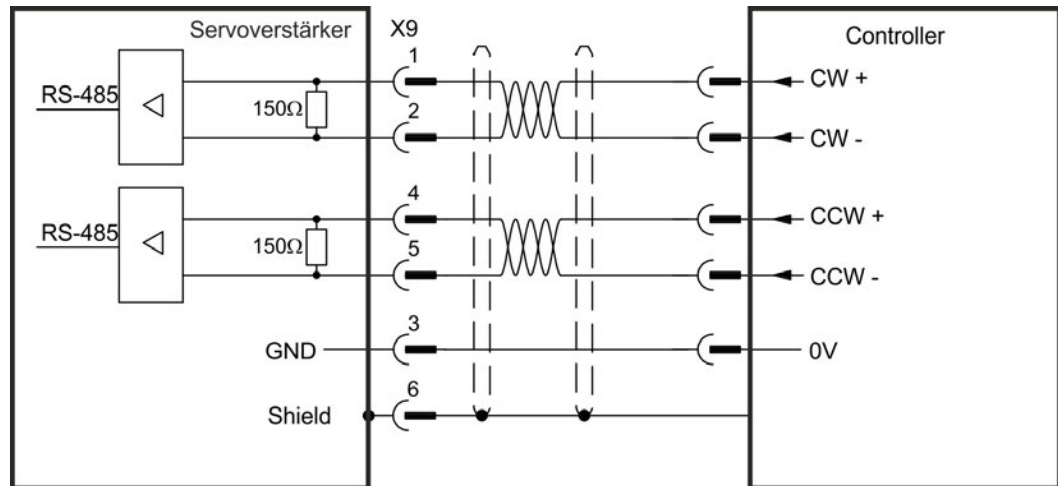 Servoverstärker
X9
Controller
1
CW +
RS-485
150Ω
2
CW -
4
CCW +
RS-485
150Ω
5
CCW -
3
GND
0V
6
Shield